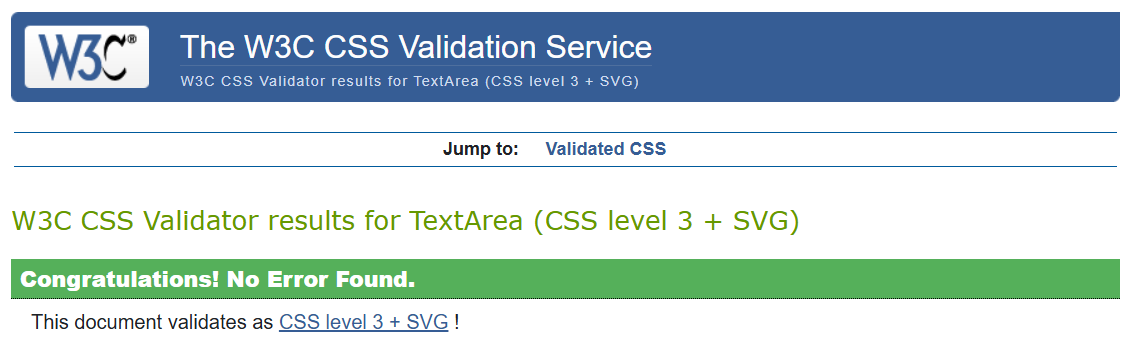 W3C®
The W3C CSS Validation Service
W3C CSS Validator results for TextArea (CSS level 3 + SVG)
Jump to: Validated CSS
W3C CSS Validator results for TextArea (CSS level 3 + SVG)
Congratulations! No Error Found.
This document validates as CSS level 3 + SVG !